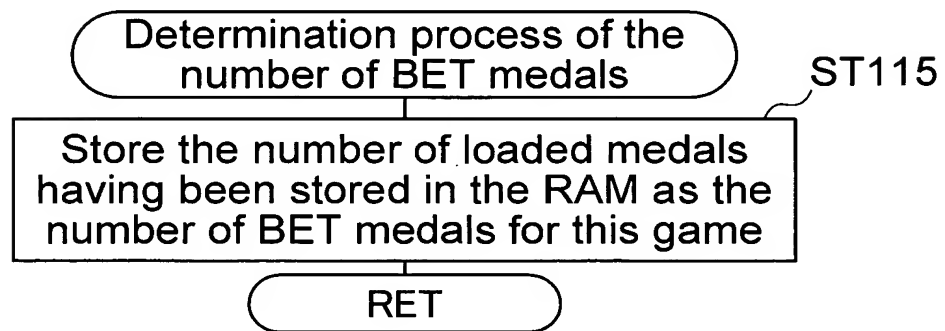 Determination process of the
number of BET medals
ST115
Store the number of loaded medals
having been stored in the RAM as the
number of BET medals for this game
RET